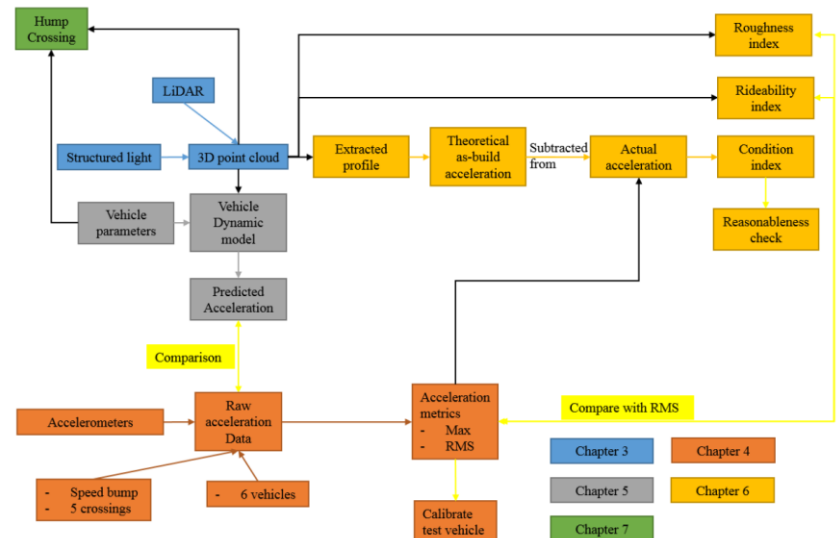 Hump
Crossing
Roughness
index
LiDAR
Rideability
index
Structured light
3D point cloud
Extracted
profile
Theoretical
as-build
acceleration
Subtracted
from
Actual
acceleration
Condition
index
Vehicle
parameters
Vehicle
Dynamic
model
Reasonableness
check
Predicted
Acceleration
Comparison
Accelerometers
Raw
acceleration
Data
Acceleration
metrics
- Max
- RMS
Compare with RMS
Chapter 3
Chapter 4
- Speed bump
- 5 crossings
- 6 vehicles
Chapter 5
Chapter 6
Calibrate
test vehicle
Chapter 7